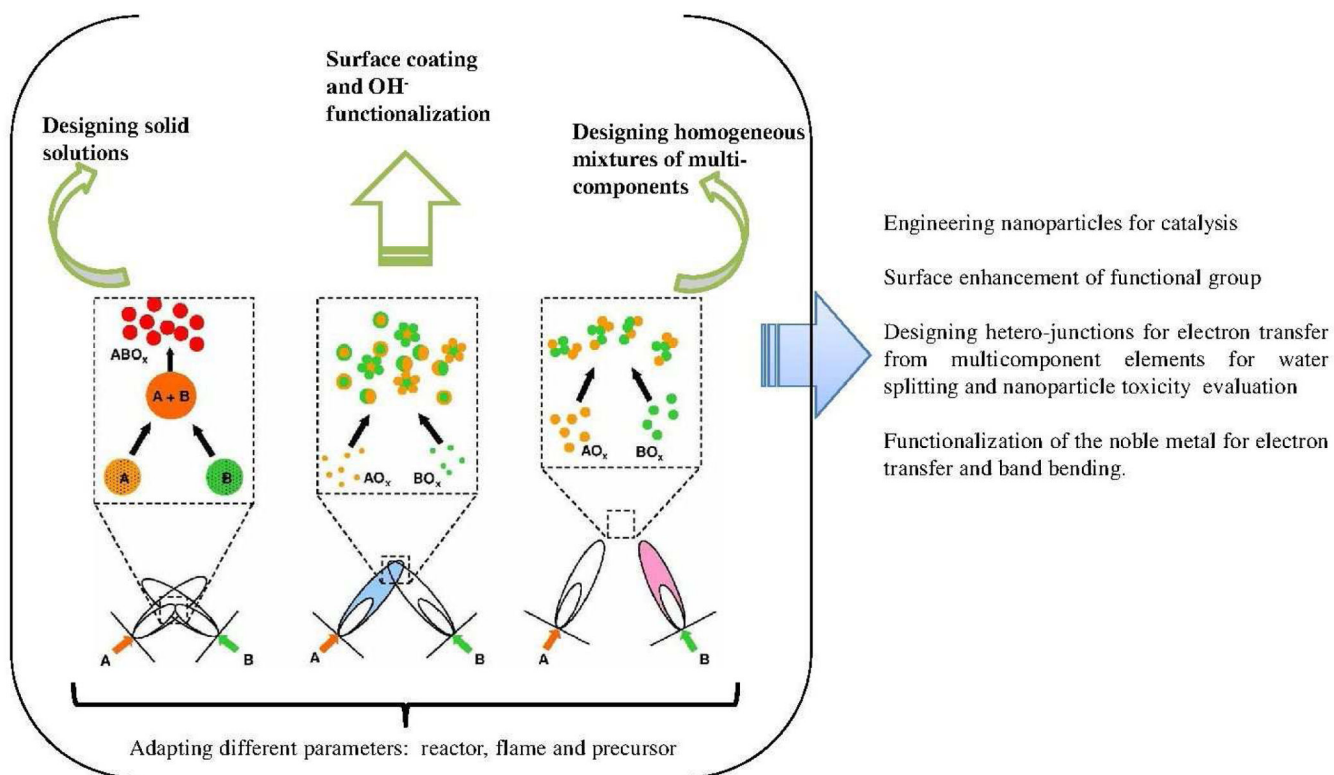 Surface coating
and OH-
functionalization
Designing solid
solutions
Designing homogeneous
mixtures of multi-
components
ABOx
A + B
A
B
AOx
BOx
AOx
BOx
A
B
A
B
A
B
Adapting different parameters: reactor, flame and precursor
Engineering nanoparticles for catalysis
Surface enhancement of functional group
Designing hetero-junctions for electron transfer
from multicomponent elements for water
splitting and nanoparticle toxicity evaluation
Functionalization of the noble metal for electron
transfer and band bending.